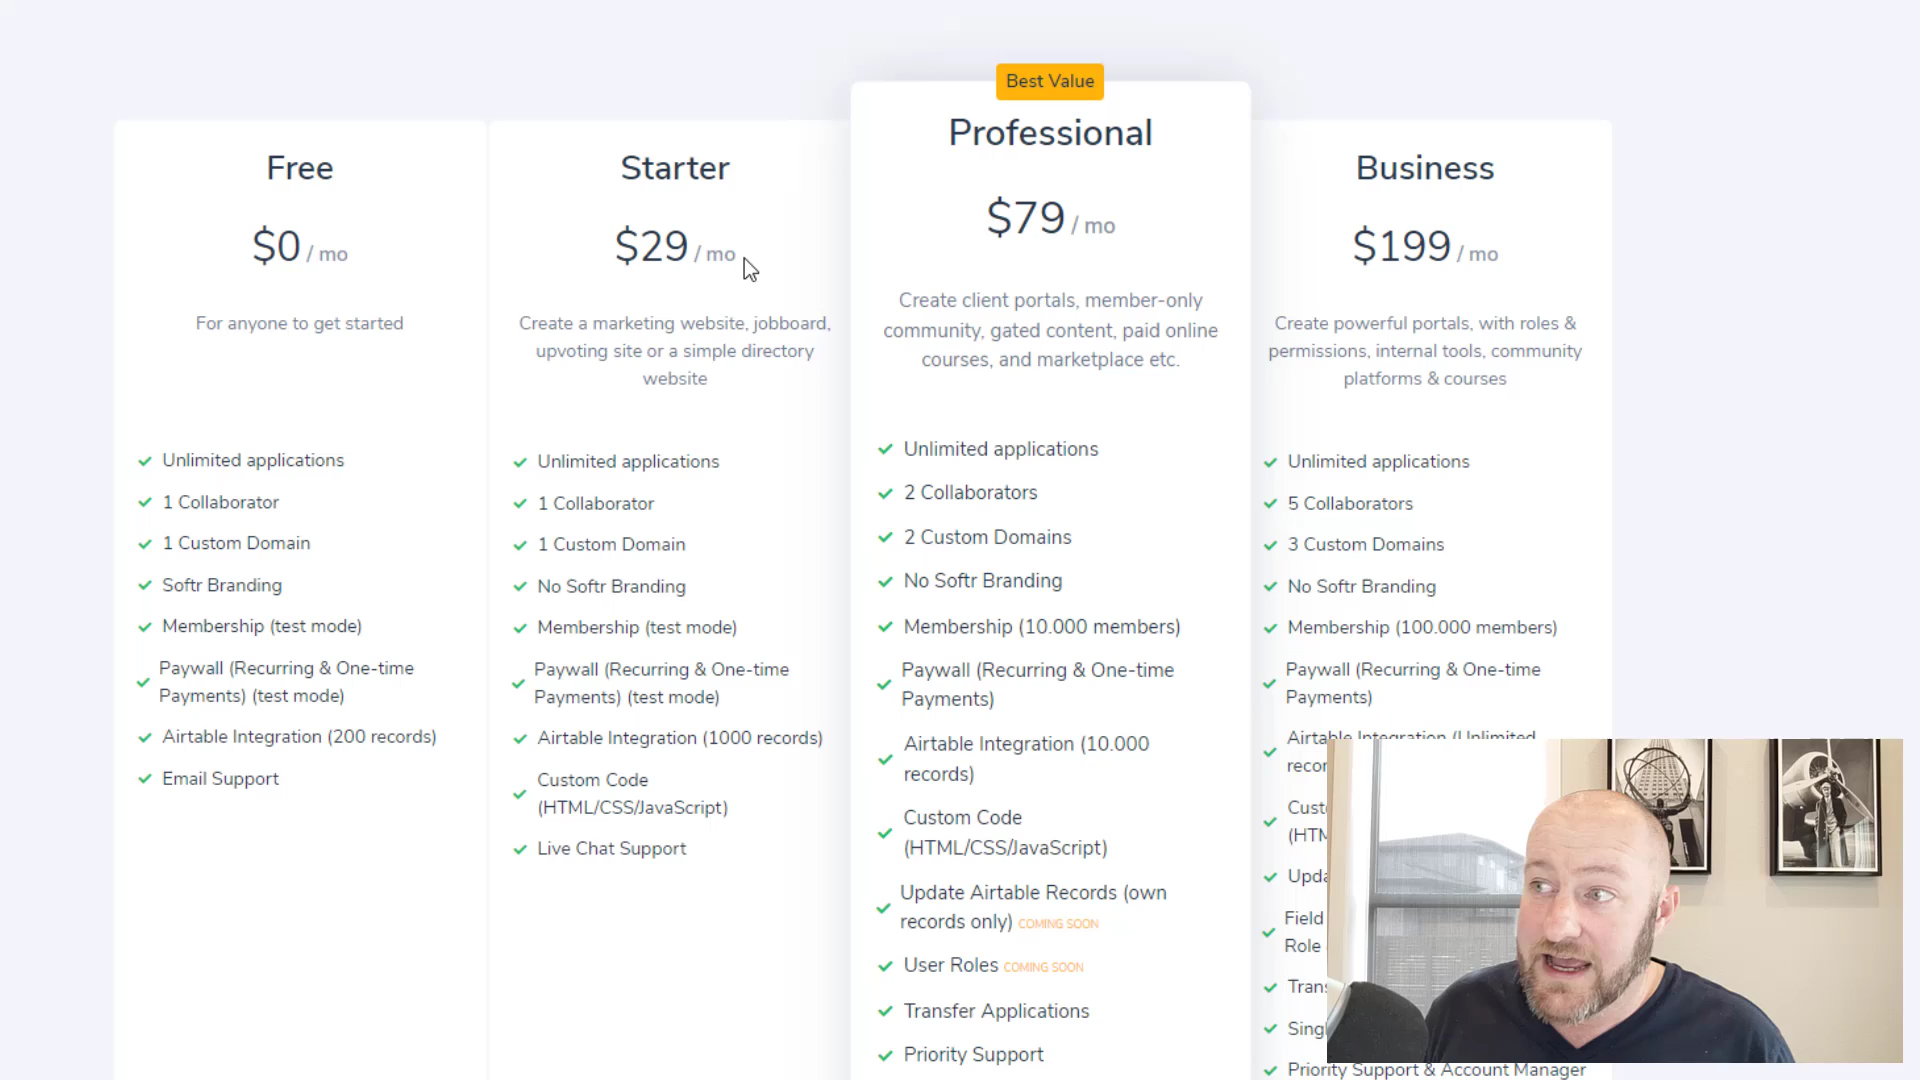 Free
$0 / mo
For anyone to get started
Unlimited applications
1 Collaborator
1 Custom Domain
Softr Branding
Membership (test mode)
Paywall (Recurring & One-time
Payments) (test mode)
Airtable Integration (200 records)
Email Support
Starter
$29 / mo
Create a marketing website, jobboard,
upvoting site or a simple directory
website
Unlimited applications
1 Collaborator
1 Custom Domain
No Softr Branding
Membership (test mode)
Paywall (Recurring & One-time
Payments) (test mode)
Airtable Integration (1000 records)
Custom Code
(HTML/CSS/JavaScript)
Live Chat Support
Best Value
Professional
$79 / mo
Create client portals, member-only
community, gated content, paid online
courses, and marketplace etc.
Unlimited applications
2 Collaborators
2 Custom Domains
No Softr Branding
Membership (10.000 members)
Paywall (Recurring & One-time
Payments)
Airtable Integration (10.000
records)
Custom Code
(HTML/CSS/JavaScript)
Update Airtable Records (own
records only) COMING SOON
User Roles COMING SOON
Transfer Applications
Priority Support
Business
$199 / mo
Create powerful portals, with roles &
permissions, internal tools, community
platforms & courses
Unlimited applications
5 Collaborators
3 Custom Domains
No Softr Branding
Membership (100.000 members)
Paywall (Recurring & One-time
Payments)
Airtable Integration (Unlimited
Field
Role
Priority Support & Account Manager